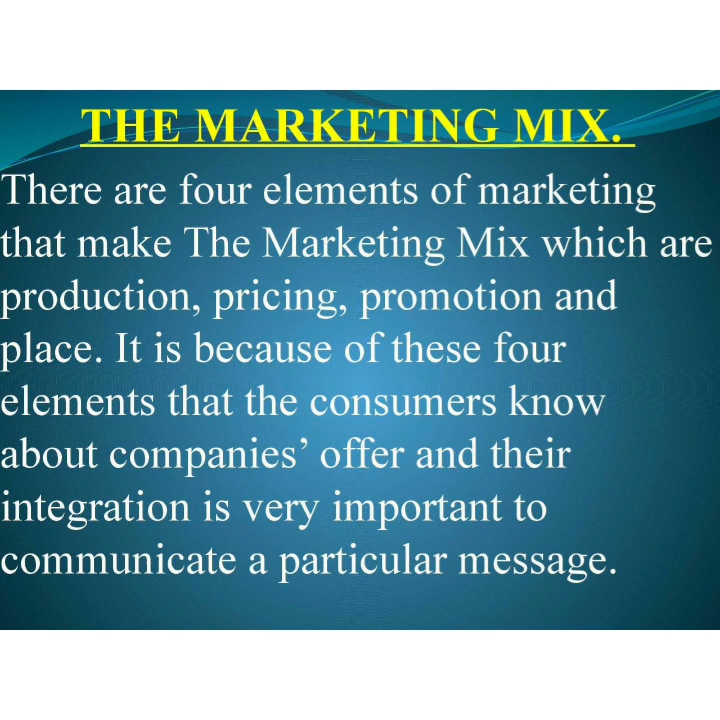 THE MARKETING MIX.
There are four elements of marketing
that make The Marketing Mix which are
production, pricing, promotion and
place. It is because of these four
elements that the consumers know
about companies’ offer and their
integration is very important to
communicate a particular message.